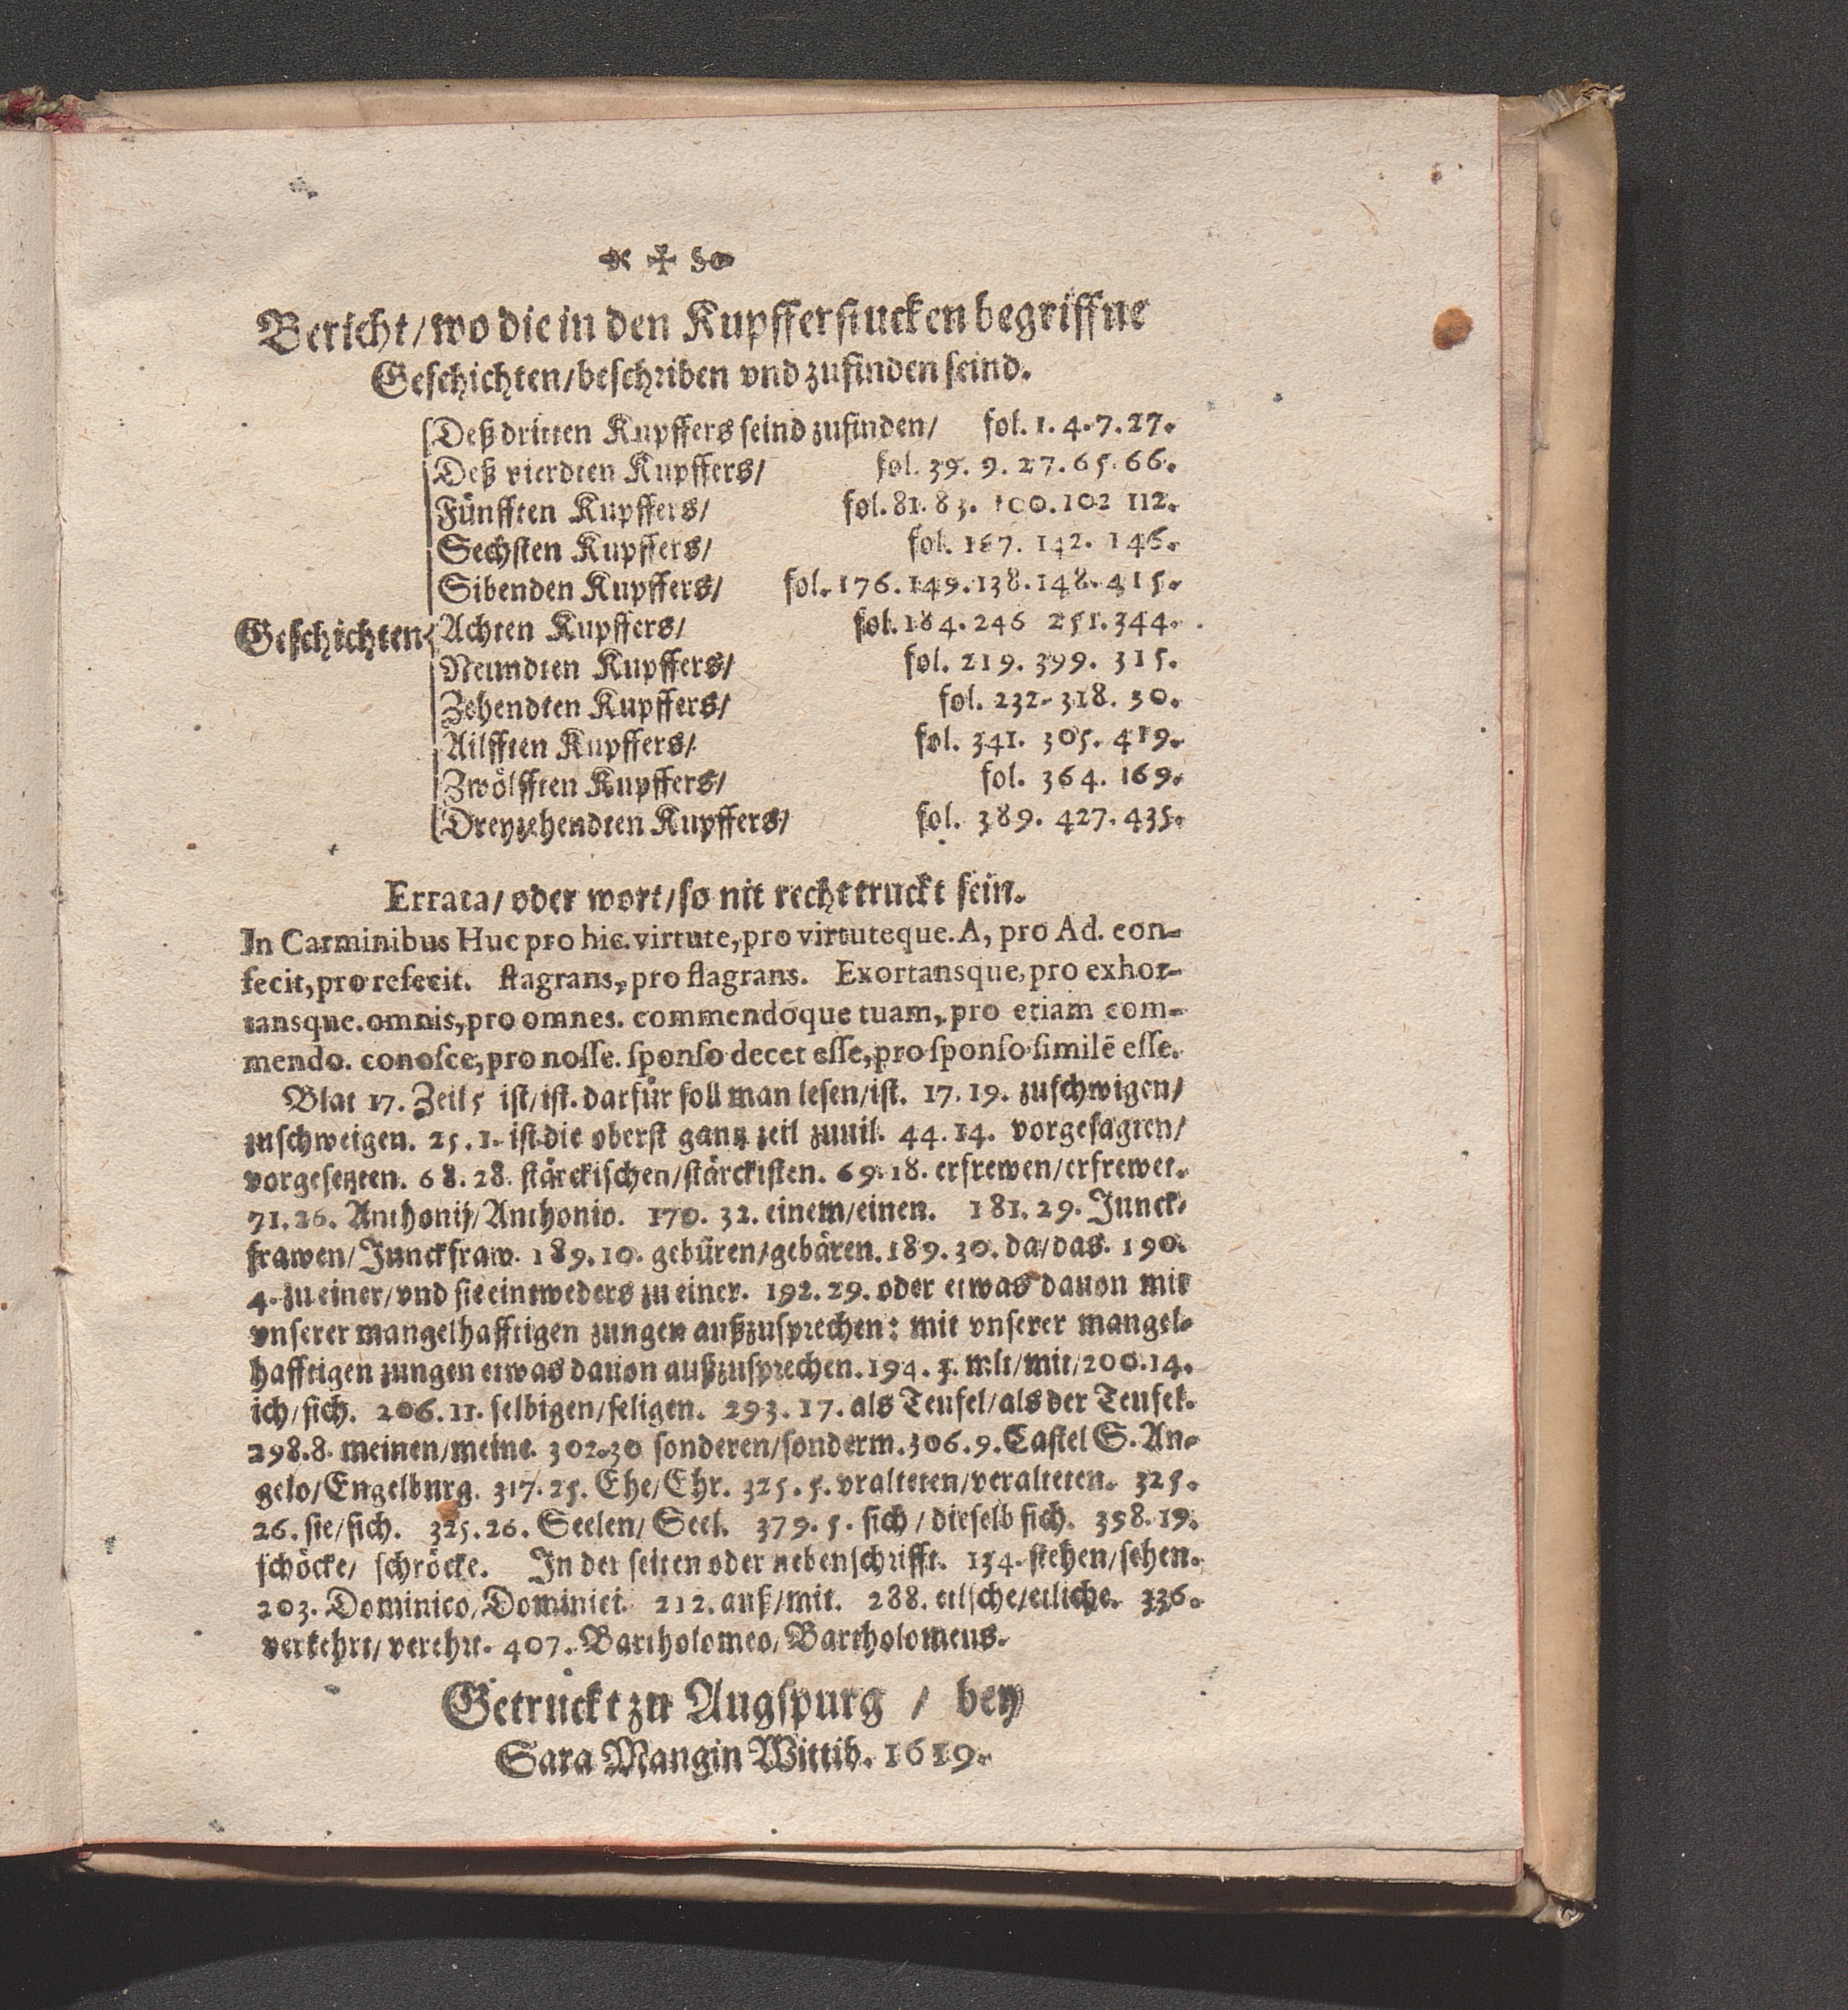 Bericht/wo die in den Kupfferstucken begriffne
Geschichten/beschriben vnd zufinden seind.
Deß dritten Kupffers seind zufinden/ fol. 1. 4. 7. 27.
Deß vierdten Kupffers/ fol. 39. 9. 27. 65. 66.
Fünfften Kupffers/ fol. 81. 83. 100. 102 112.
Sechsten Kupffers/ fol. 167. 142. 146.
Sibenden Kupffers/ fol. 176. 149. 138. 148. 415.
Geschichten Achten Kupffers/ fol. 184. 246 251. 344.
Neundten Kupffers/ fol. 219. 399. 315.
Zehendten Kupffers/ fol. 232. 318. 50.
Ailfften Kupffers/ fol. 341. 305. 419.
Zwölfften Kupffers/ fol. 364. 169.
Dreyzehendten Kupffers/ fol. 389. 427. 435.
Errata/oder wort/so nit recht truckt sein.
In Carminibus Huc pro hic. virtute, pro virtuteque. A, pro Ad. con-
fecit, pro refecit. stagrans, pro flagrans. Exortansque, pro exhor-
tansque. omnis, pro omnes. commendoque tuam, pro etiam com-
mendo. conosce, pro nosse. sponso decet esse, pro sponso similē esse.
Blat 17. Zeil 5 ist/ist. darfür soll man lesen/ist. 17. 19. zuschwigen/
zuschweigen. 25. 1. ist die oberst gantz zeil zuuil. 44. 14. vorgesagten/
vorgesetzten. 68. 28. stärckischen/stärckisten. 69. 18. erfrewen/erfrewet.
71. 26. Anthonij/Anthonio. 170. 32. einem/einen. 181. 29. Junck-
frawen/Junckfraw. 189. 10. gebüren/gebären. 189. 30. da/das. 190.
4. zu einer/vnd sie eintweders zu einer. 192. 29. oder etwas dauon mit
vnserer mangelhafftigen zungen außzusprechen: mit vnserer mangel-
hafftigen zungen etwas dauon außzusprechen. 194. 3. mlt/mit/200. 14.
ich/sich. 206. 11. selbigen/seligen. 293. 17. als Teufel/als der Teufel.
298. 8. meinen/meine. 302. 30 sonderen/sonderm. 306. 9. Castel S. An-
gelo/Engelburg. 317. 25. Ehe/Ehr. 325. 5. vralteten/veralteten. 325.
26. sie/sich. 325. 26. Seelen/Seel. 379. 5. sich/dieselb sich. 398. 19.
schöcke/ schröcke. In der seiten oder nebenschrifft. 154. stehen/sehen.
203. Dominico/Dominici. 212. auß/mit. 288. etlsche/etliche. 336.
verkehrt/verehrt. 407. Bartholomeo/Bartholomeus.
Getruckt zu Augspurg / bey
Sara Mangin Wittib. 1619.